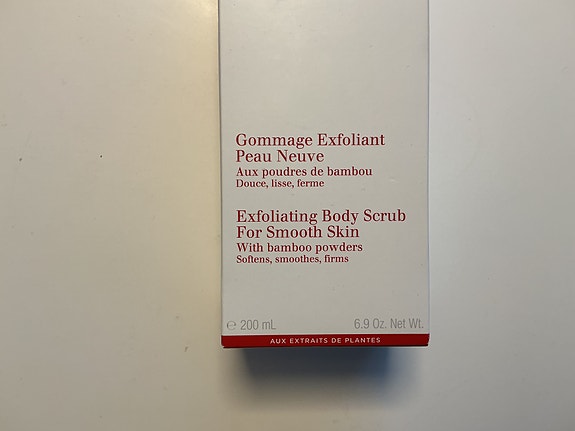 Gommage Exfoliant
Peau Neuve
Aux poudres de bambou
Douce, lisse, ferme
Exfoliating Body Scrub
For Smooth Skin
With bamboo powders
Softens, smoothes, firms
℮ 200 mL 6.9 Oz. Net Wt.
AUX EXTRAITS DE PLANTES